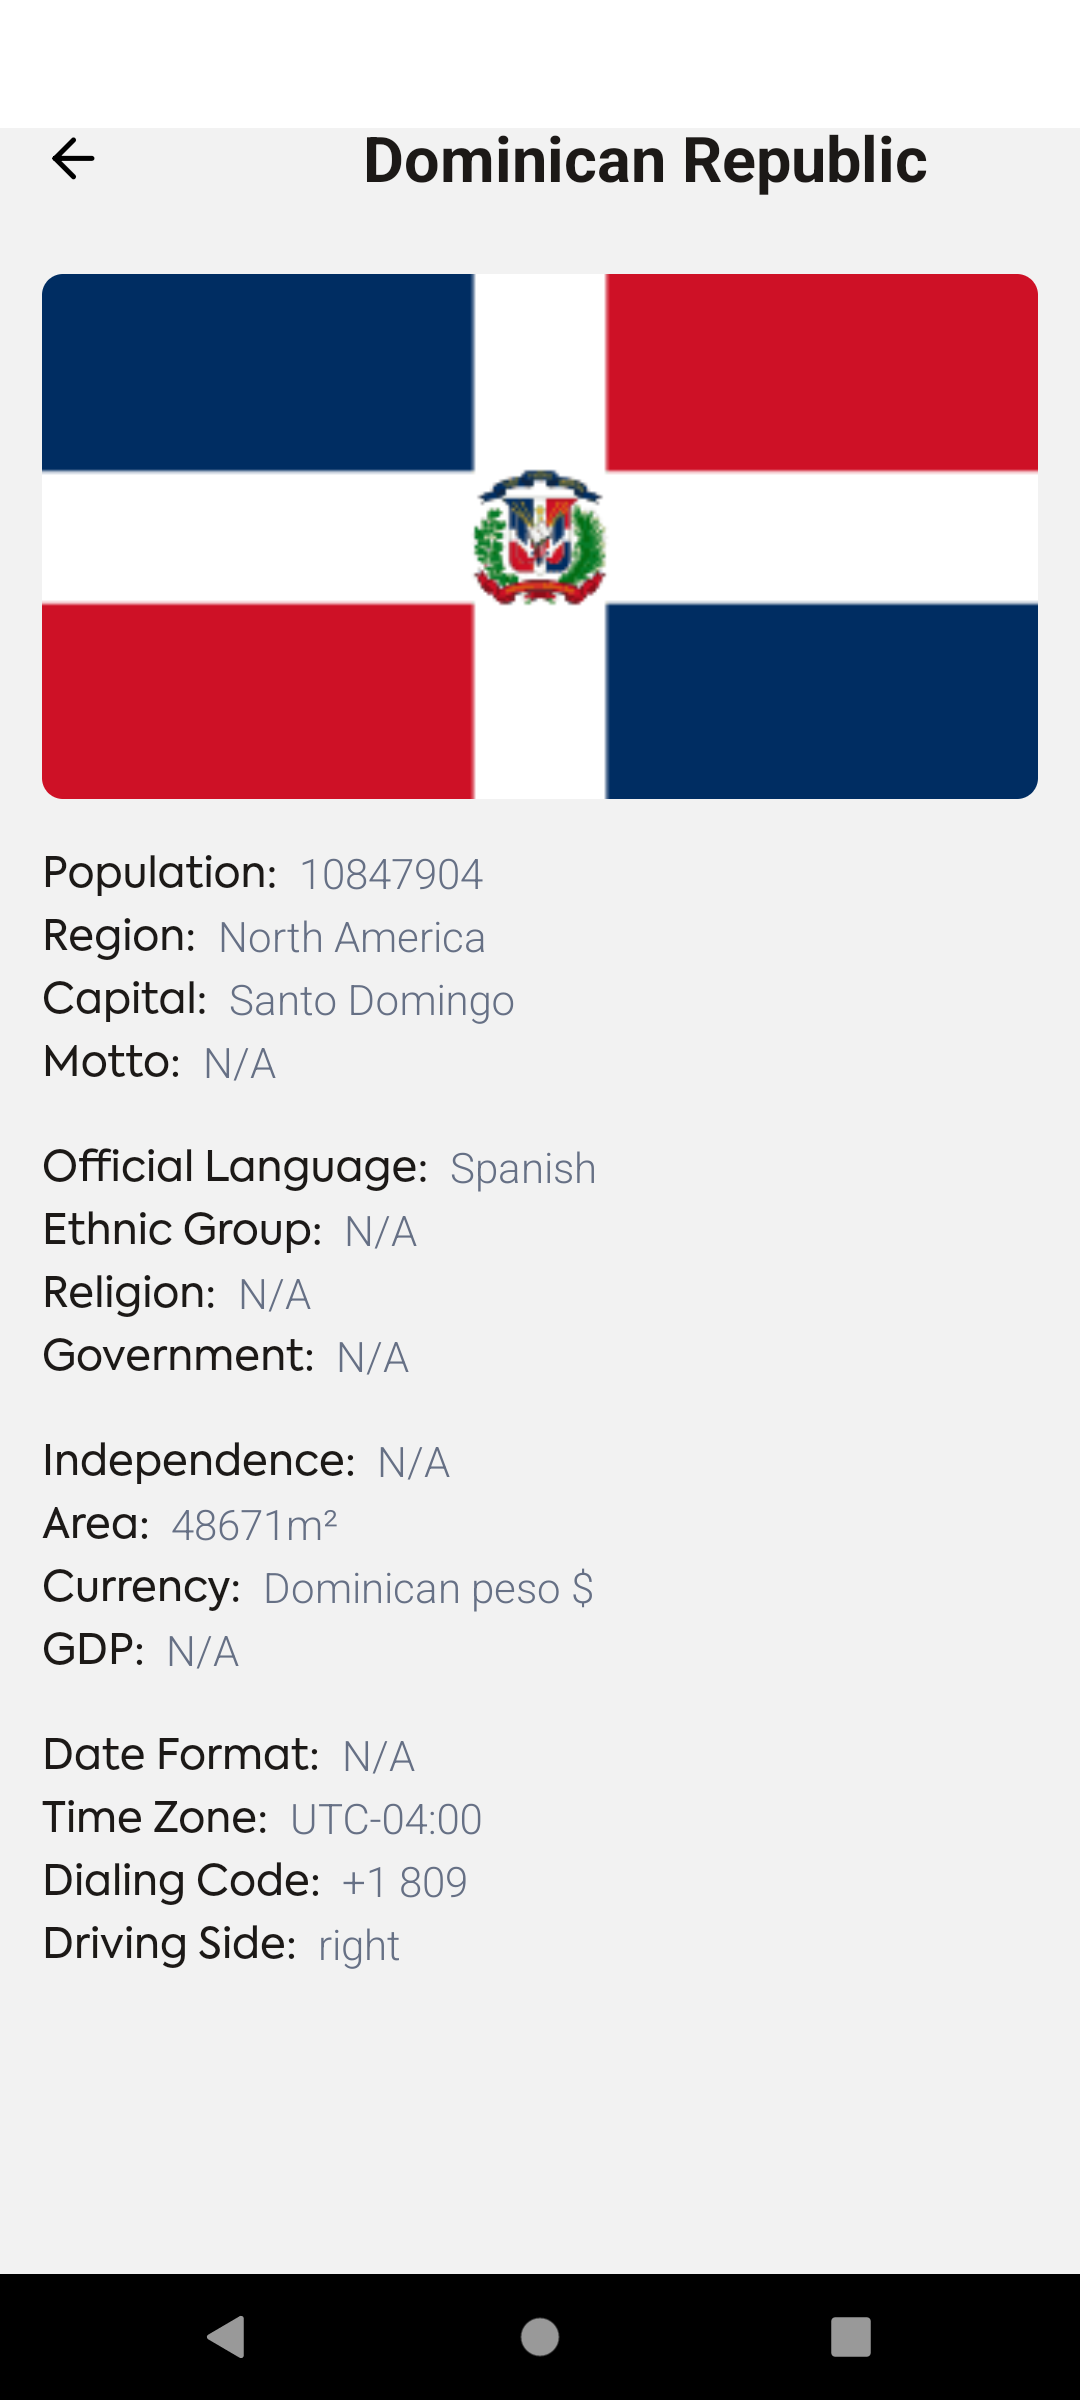 Dominican Republic
Population: 10847904
Region: North America
Capital: Santo Domingo
Motto: N/A
Official Language: Spanish
Ethnic Group: N/A
Religion: N/A
Government: N/A
Independence: N/A
Area: 48671m²
Currency: Dominican peso $
GDP: N/A
Date Format: N/A
Time Zone: UTC-04:00
Dialing Code: +1 809
Driving Side: right